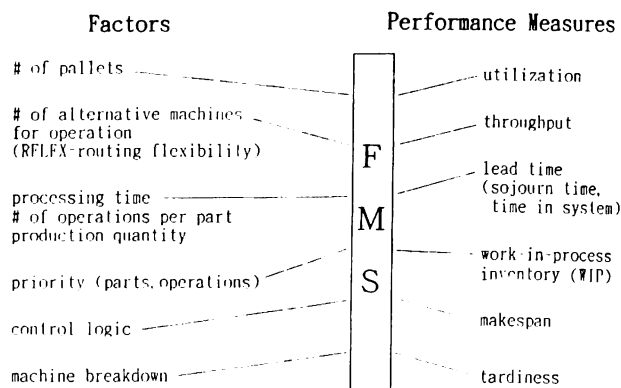 Factors
# of pallets
# of alternative machines
for operation
(RFLFX-routing flexibility)
processing time
# of operations per part
production quantity
priority (parts, operations)
control logic
machine breakdown
F
M
S
Performance Measures
utilization
throughput
lead time
(sojourn time,
time in system)
work-in-process
inventory (WIP)
makespan
tardiness